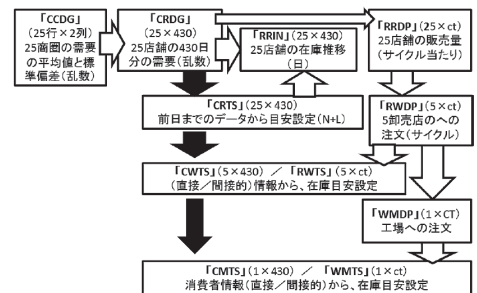 「CCDG」
(25行×2列)
25商圏の需要
の平均値と標
準偏差(乱数)
「CRDG」
(25×430)
25店舗の430日
分の需要(乱数)
「RRIN」(25×430)
25店舗の在庫推移
(日)
「RRDP」(25×ct)
25店舗の販売量
(サイクル当たり)
「CRTS」(25×430)
前日までのデータから目安設定(N+L)
「RWDP」(5×ct)
5卸売店のへの
注文(サイクル)
「CWTS」(5×430) / 「RWTS」(5×ct)
(直接/間接的)情報から、在庫目安設定
「WMDP」(1×CT)
工場への注文
「CMTS」(1×430) / 「WMTS」(1×ct)
消費者情報(直接/間接的)から、在庫目安設定